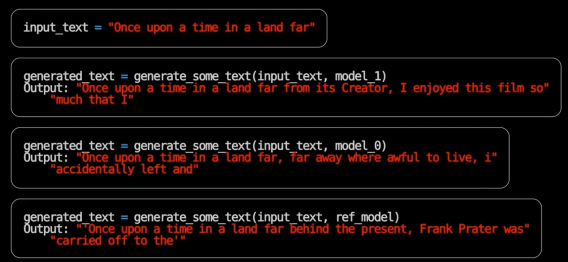 input_text = "Once upon a time in a land far"
generated_text = generate_some_text(input_text, model_1)
Output: "Once upon a time in a land far from its Creator, I enjoyed this film so"
"much that I"
generated_text = generate_some_text(input_text, model_0)
Output: "Once upon a time in a land far, far away where awful to live, i"
"accidentally left and"
generated_text = generate_some_text(input_text, ref_model)
Output: "'Once upon a time in a land far behind the present, Frank Prater was"
"carried off to the'"